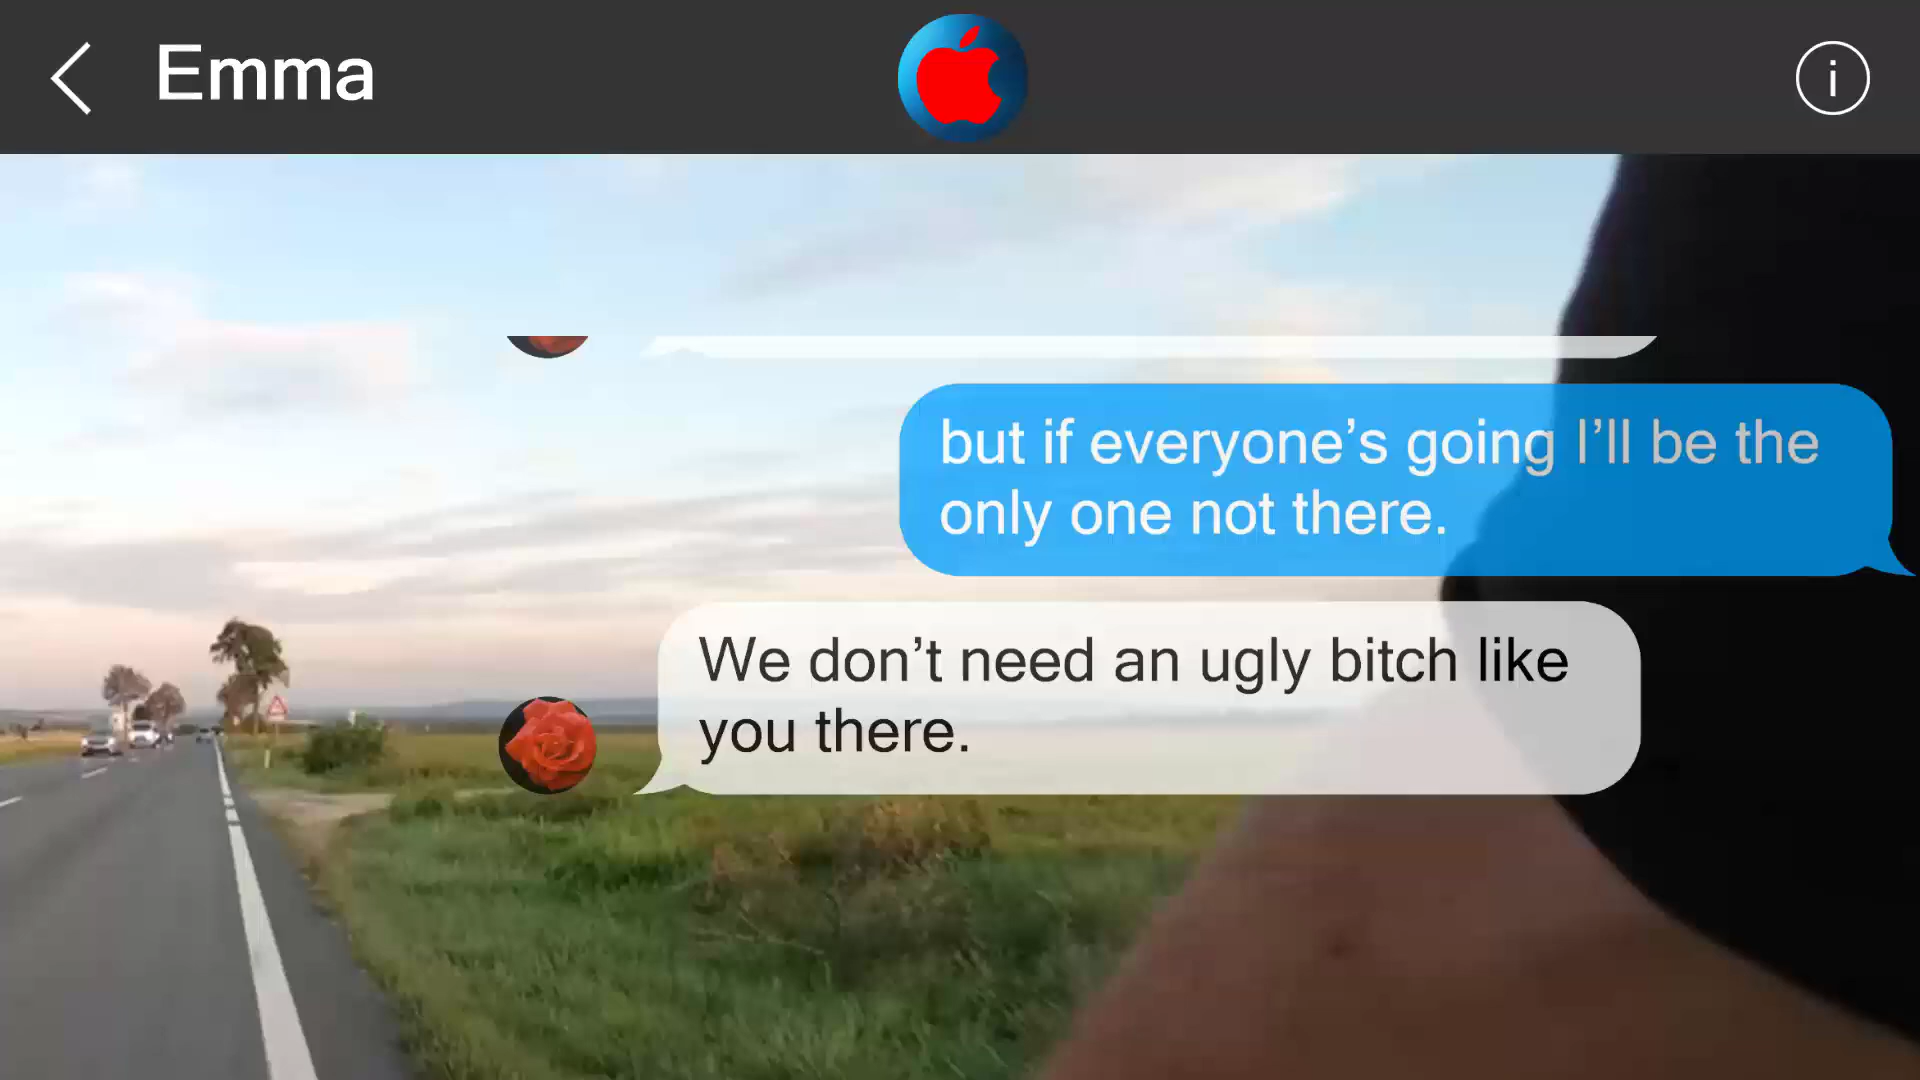 Emma
i
but if everyone’s going I’ll be the
only one not there.
We don’t need an ugly bitch like
you there.